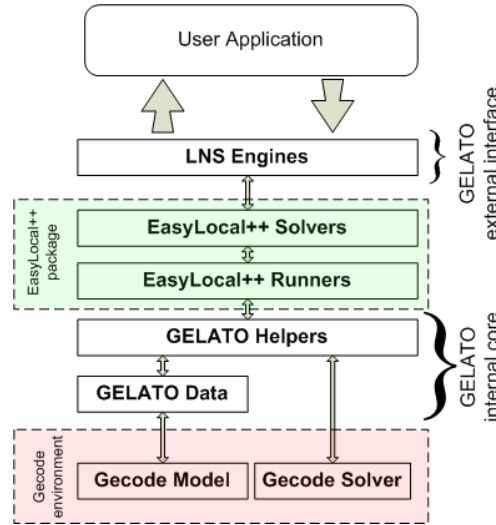 User Application
LNS Engines
GELATO
external interface
EasyLocal++
package
EasyLocal++ Solvers
EasyLocal++ Runners
GELATO Helpers
GELATO Data
GELATO
internal core
Gecode
environment
Gecode Model
Gecode Solver